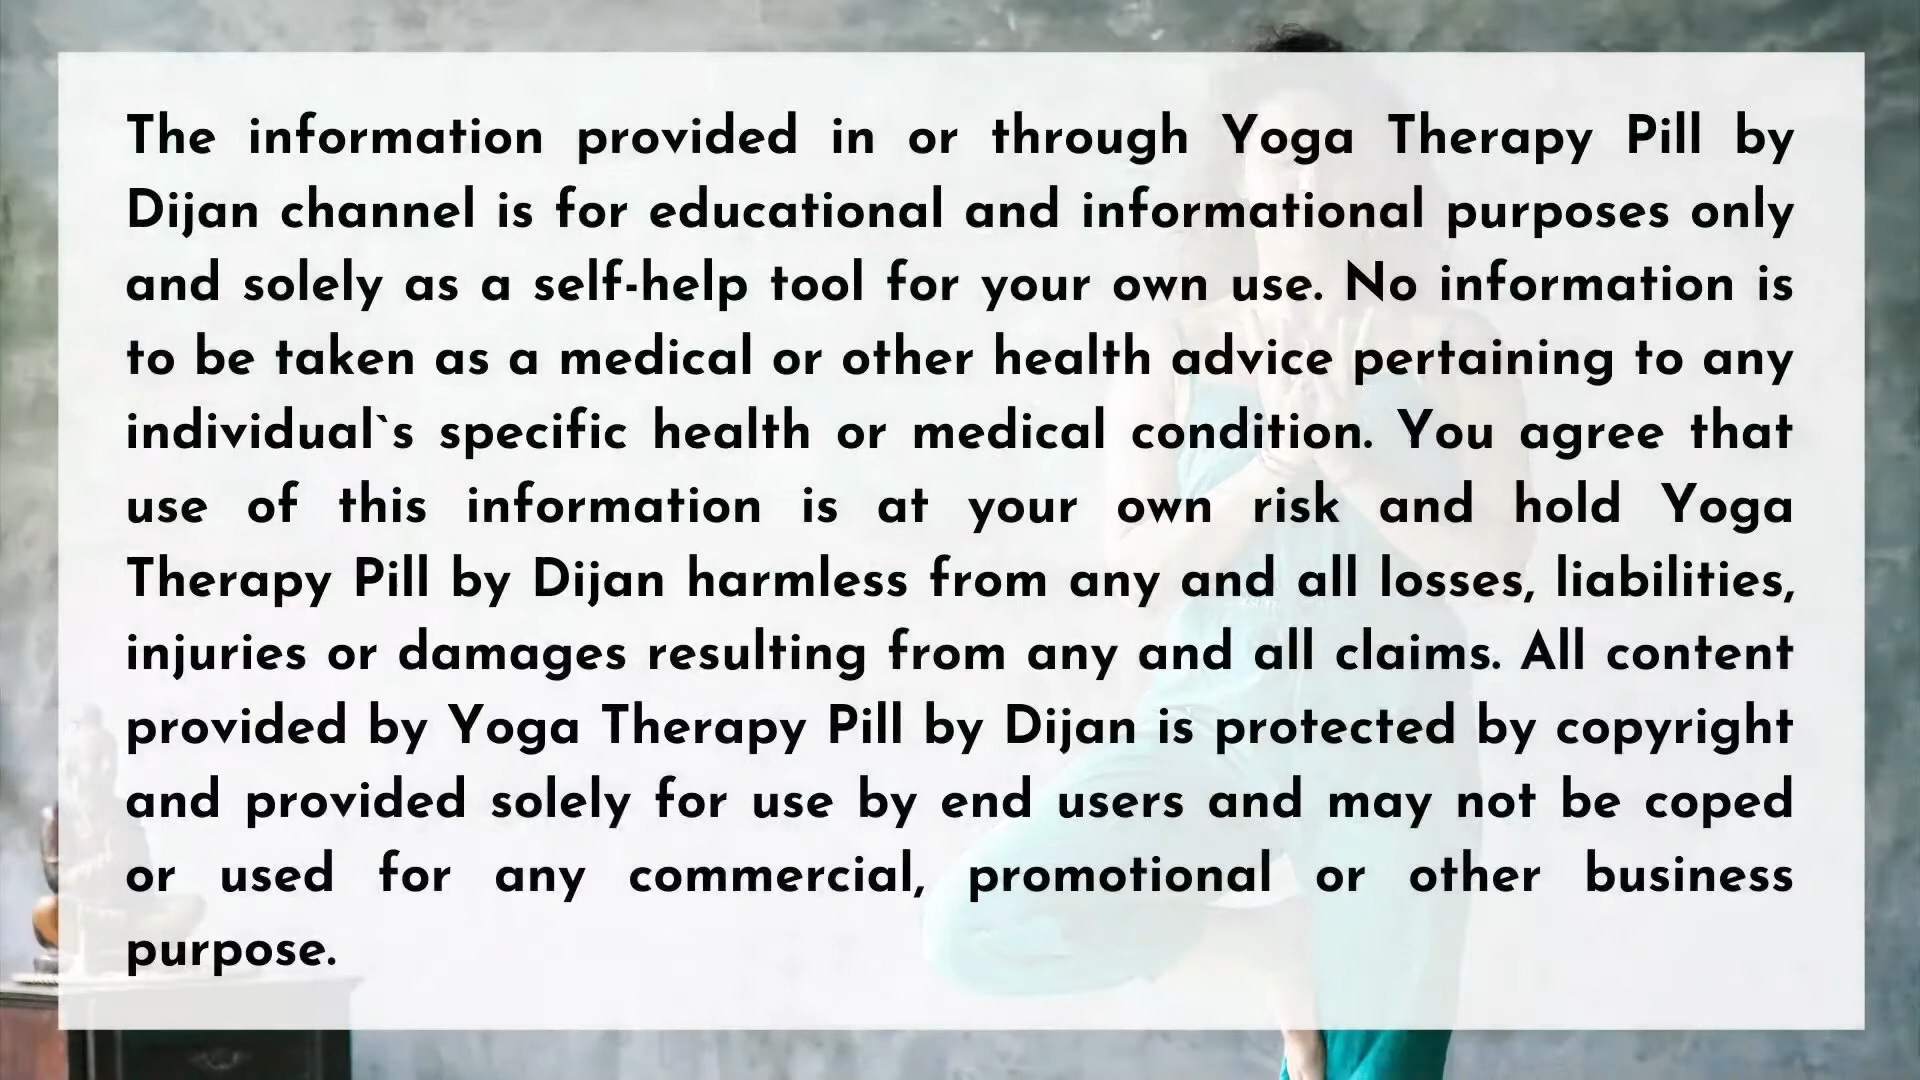 The information provided in or through Yoga Therapy Pill by
Dijan channel is for educational and informational purposes only
and solely as a self-help tool for your own use. No information is
to be taken as a medical or other health advice pertaining to any
individual`s specific health or medical condition. You agree that
use of this information is at your own risk and hold Yoga
Therapy Pill by Dijan harmless from any and all losses, liabilities,
injuries or damages resulting from any and all claims. All content
provided by Yoga Therapy Pill by Dijan is protected by copyright
and provided solely for use by end users and may not be coped
or used for any commercial, promotional or other business
purpose.